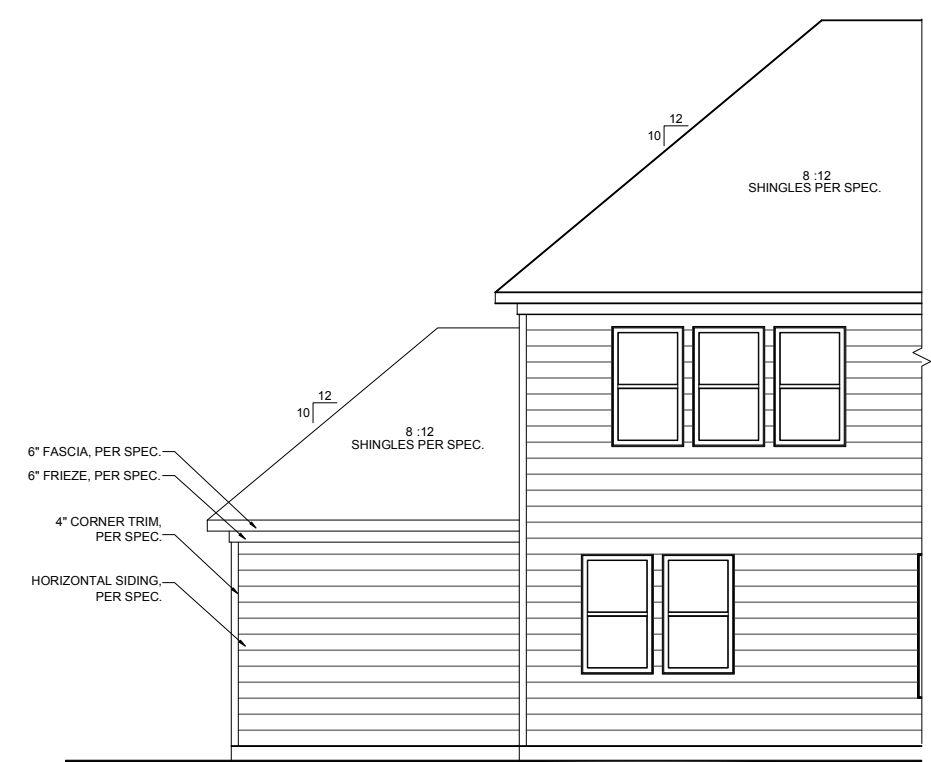 12
10
8 :12
SHINGLES PER SPEC.
12
10
8 :12
SHINGLES PER SPEC.
6" FASCIA, PER SPEC.
6" FRIEZE, PER SPEC.
4" CORNER TRIM,
PER SPEC.
HORIZONTAL SIDING,
PER SPEC.